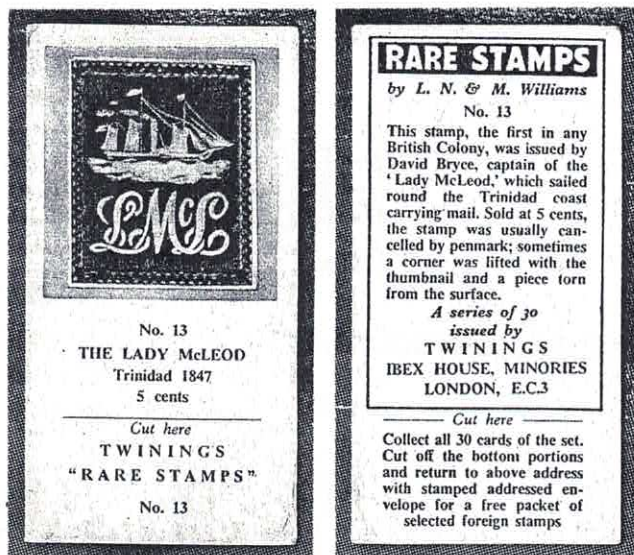 LMcL
No. 13
THE LADY McLEOD
Trinidad 1847
5 cents
Cut here
TWININGS
"RARE STAMPS"
No. 13
RARE STAMPS
by L. N. & M. Williams
No. 13
This stamp, the first in any
British Colony, was issued by
David Bryce, captain of the
'Lady McLeod,' which sailed
round the Trinidad coast
carrying mail. Sold at 5 cents,
the stamp was usually can-
celled by penmark; sometimes
a corner was lifted with the
thumbnail and a piece torn
from the surface.
A series of 30
issued by
TWININGS
IBEX HOUSE, MINORIES
LONDON, E.C.3
Cut here
Collect all 30 cards of the set.
Cut off the bottom portions
and return to above address
with stamped addressed en-
velope for a free packet of
selected foreign stamps